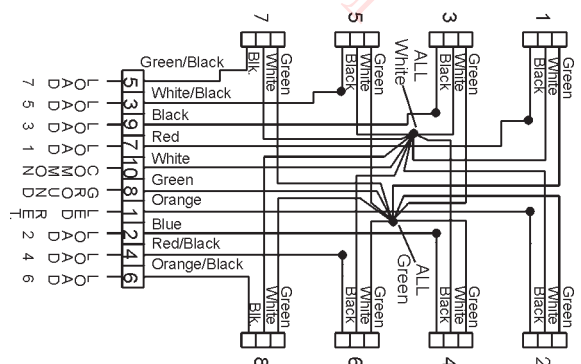 7 5 3 1
Green/Black
Blk. White Green
Black White Green
Black White Green
Black White Green
ALL White
LOAD 7 5
White/Black
LOAD 5 3
Black
LOAD 3 9
Red
LOAD 1 7
White
COMMON 10
Green
GROUND 8
Orange
DEL TER. 1
Blue
LOAD 2 2
Red/Black
LOAD 4 4
Orange/Black
LOAD 6 6
ALL Green
Blk White Green
Black White Green
Black White Green
Black White Green
8 6 4 2